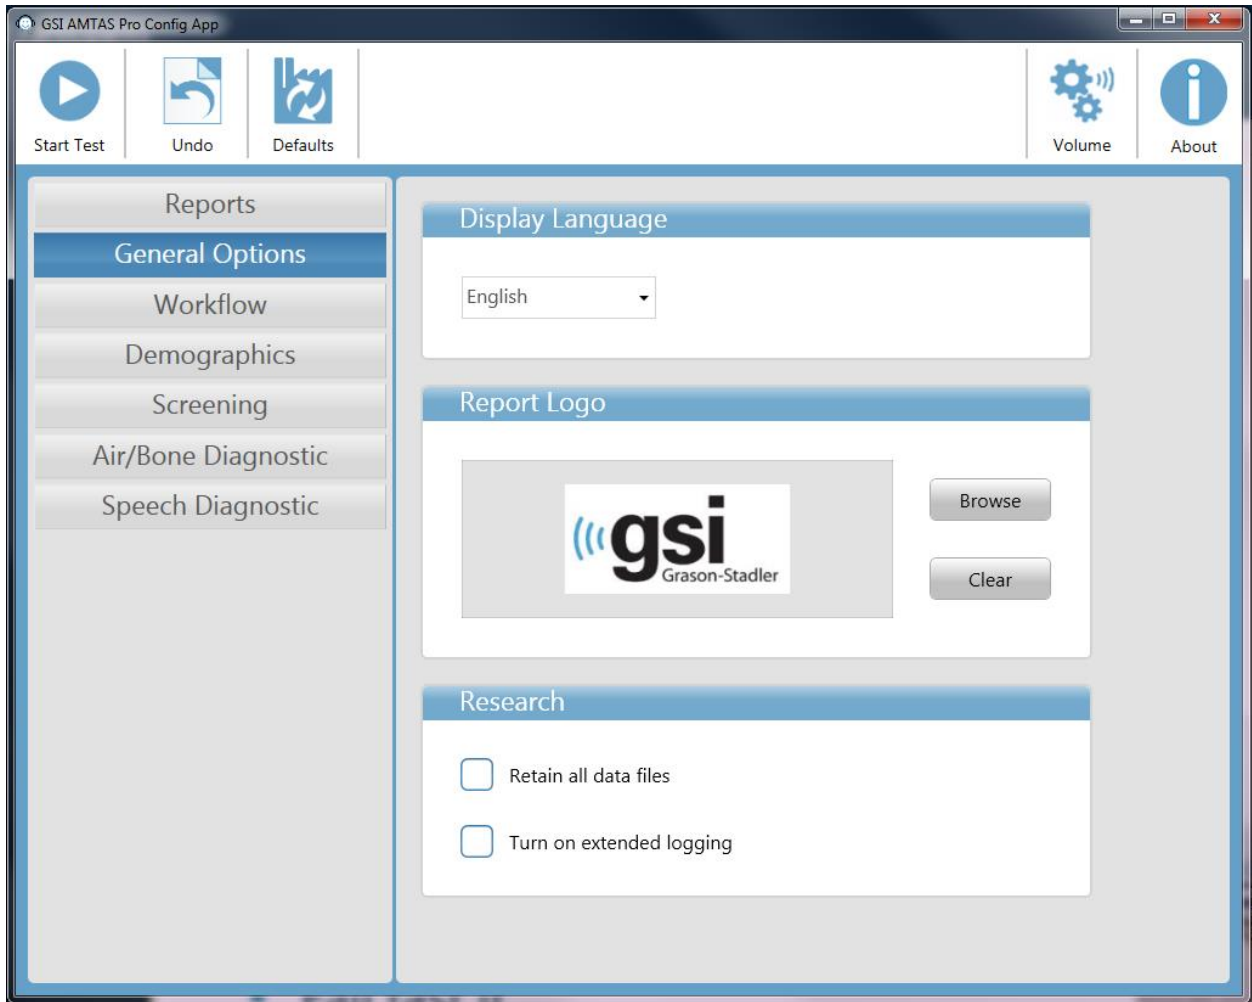 GSI AMTAS Pro Config App
Start Test
Undo
Defaults
Volume
About
Reports
General Options
Workflow
Demographics
Screening
Air/Bone Diagnostic
Speech Diagnostic
Display Language
English
Report Logo
gsi
Grason-Stadler
Browse
Clear
Research
Retain all data files
Turn on extended logging